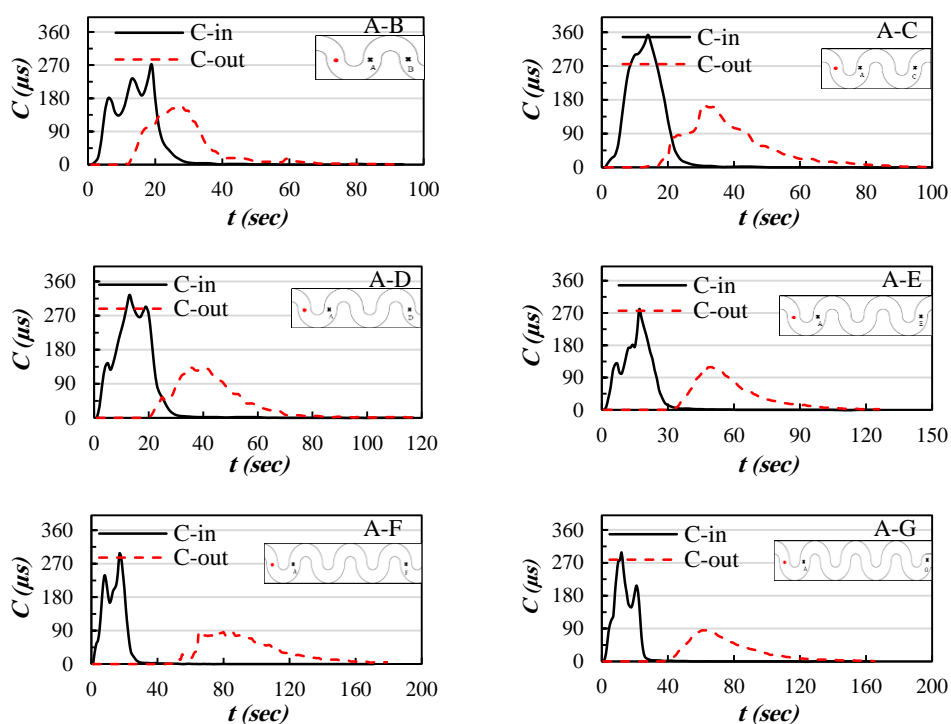 A-B
360
270
180
90
0
C (µs)
C-in
C-out
A
B
0 20 40 60 80 100
t (sec)
A-C
360
270
180
90
0
C (µs)
C-in
C-out
A
C
0 20 40 60 80 100
t (sec)
A-D
360
270
180
90
0
C (µs)
C-in
C-out
A
D
0 20 40 60 80 100 120
t (sec)
A-E
360
270
180
90
0
C (µs)
C-in
C-out
A
E
0 30 60 90 120 150
t (sec)
A-F
360
270
180
90
0
C (µs)
C-in
C-out
A
F
0 40 80 120 160 200
t (sec)
A-G
360
270
180
90
0
C (µs)
C-in
C-out
A
G
0 40 80 120 160 200
t (sec)